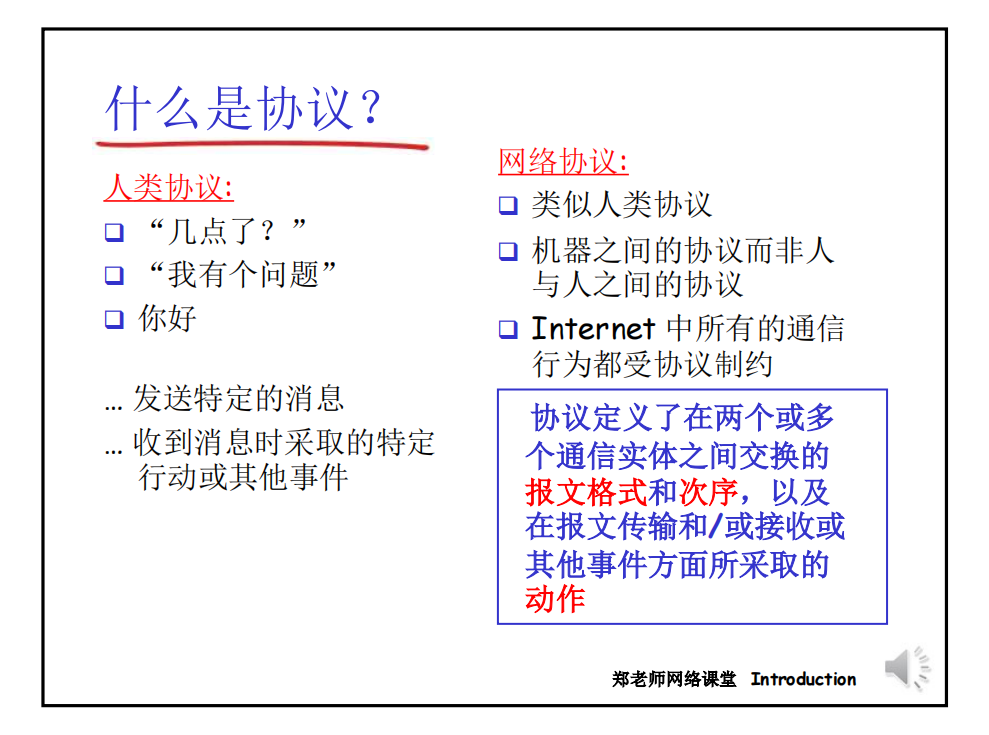 什么是协议？
人类协议:
“几点了？”
“我有个问题”
你好
… 发送特定的消息
… 收到消息时采取的特定
行动或其他事件
网络协议:
类似人类协议
机器之间的协议而非人
与人之间的协议
Internet 中所有的通信
行为都受协议制约
协议定义了在两个或多
个通信实体之间交换的
报文格式和次序，以及
在报文传输和/或接收或
其他事件方面所采取的
动作
郑老师网络课堂 Introduction